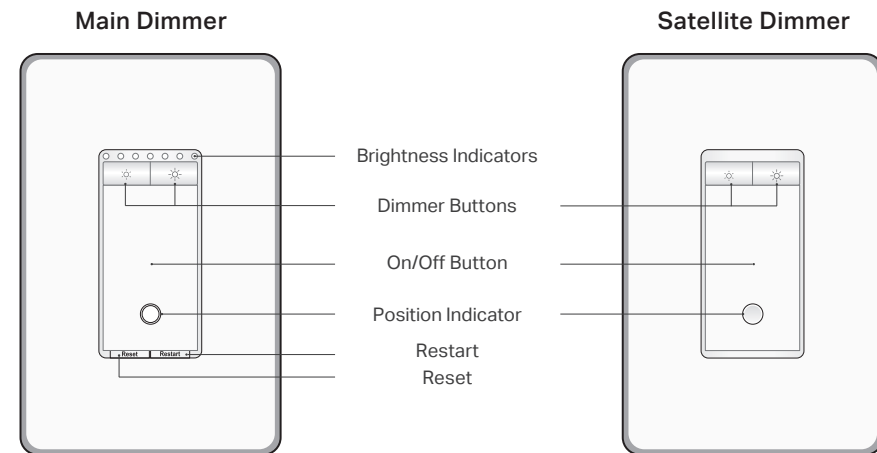 Main Dimmer
Satellite Dimmer
Brightness Indicators
Dimmer Buttons
On/Off Button
Position Indicator
Restart
Reset
Reset Restart